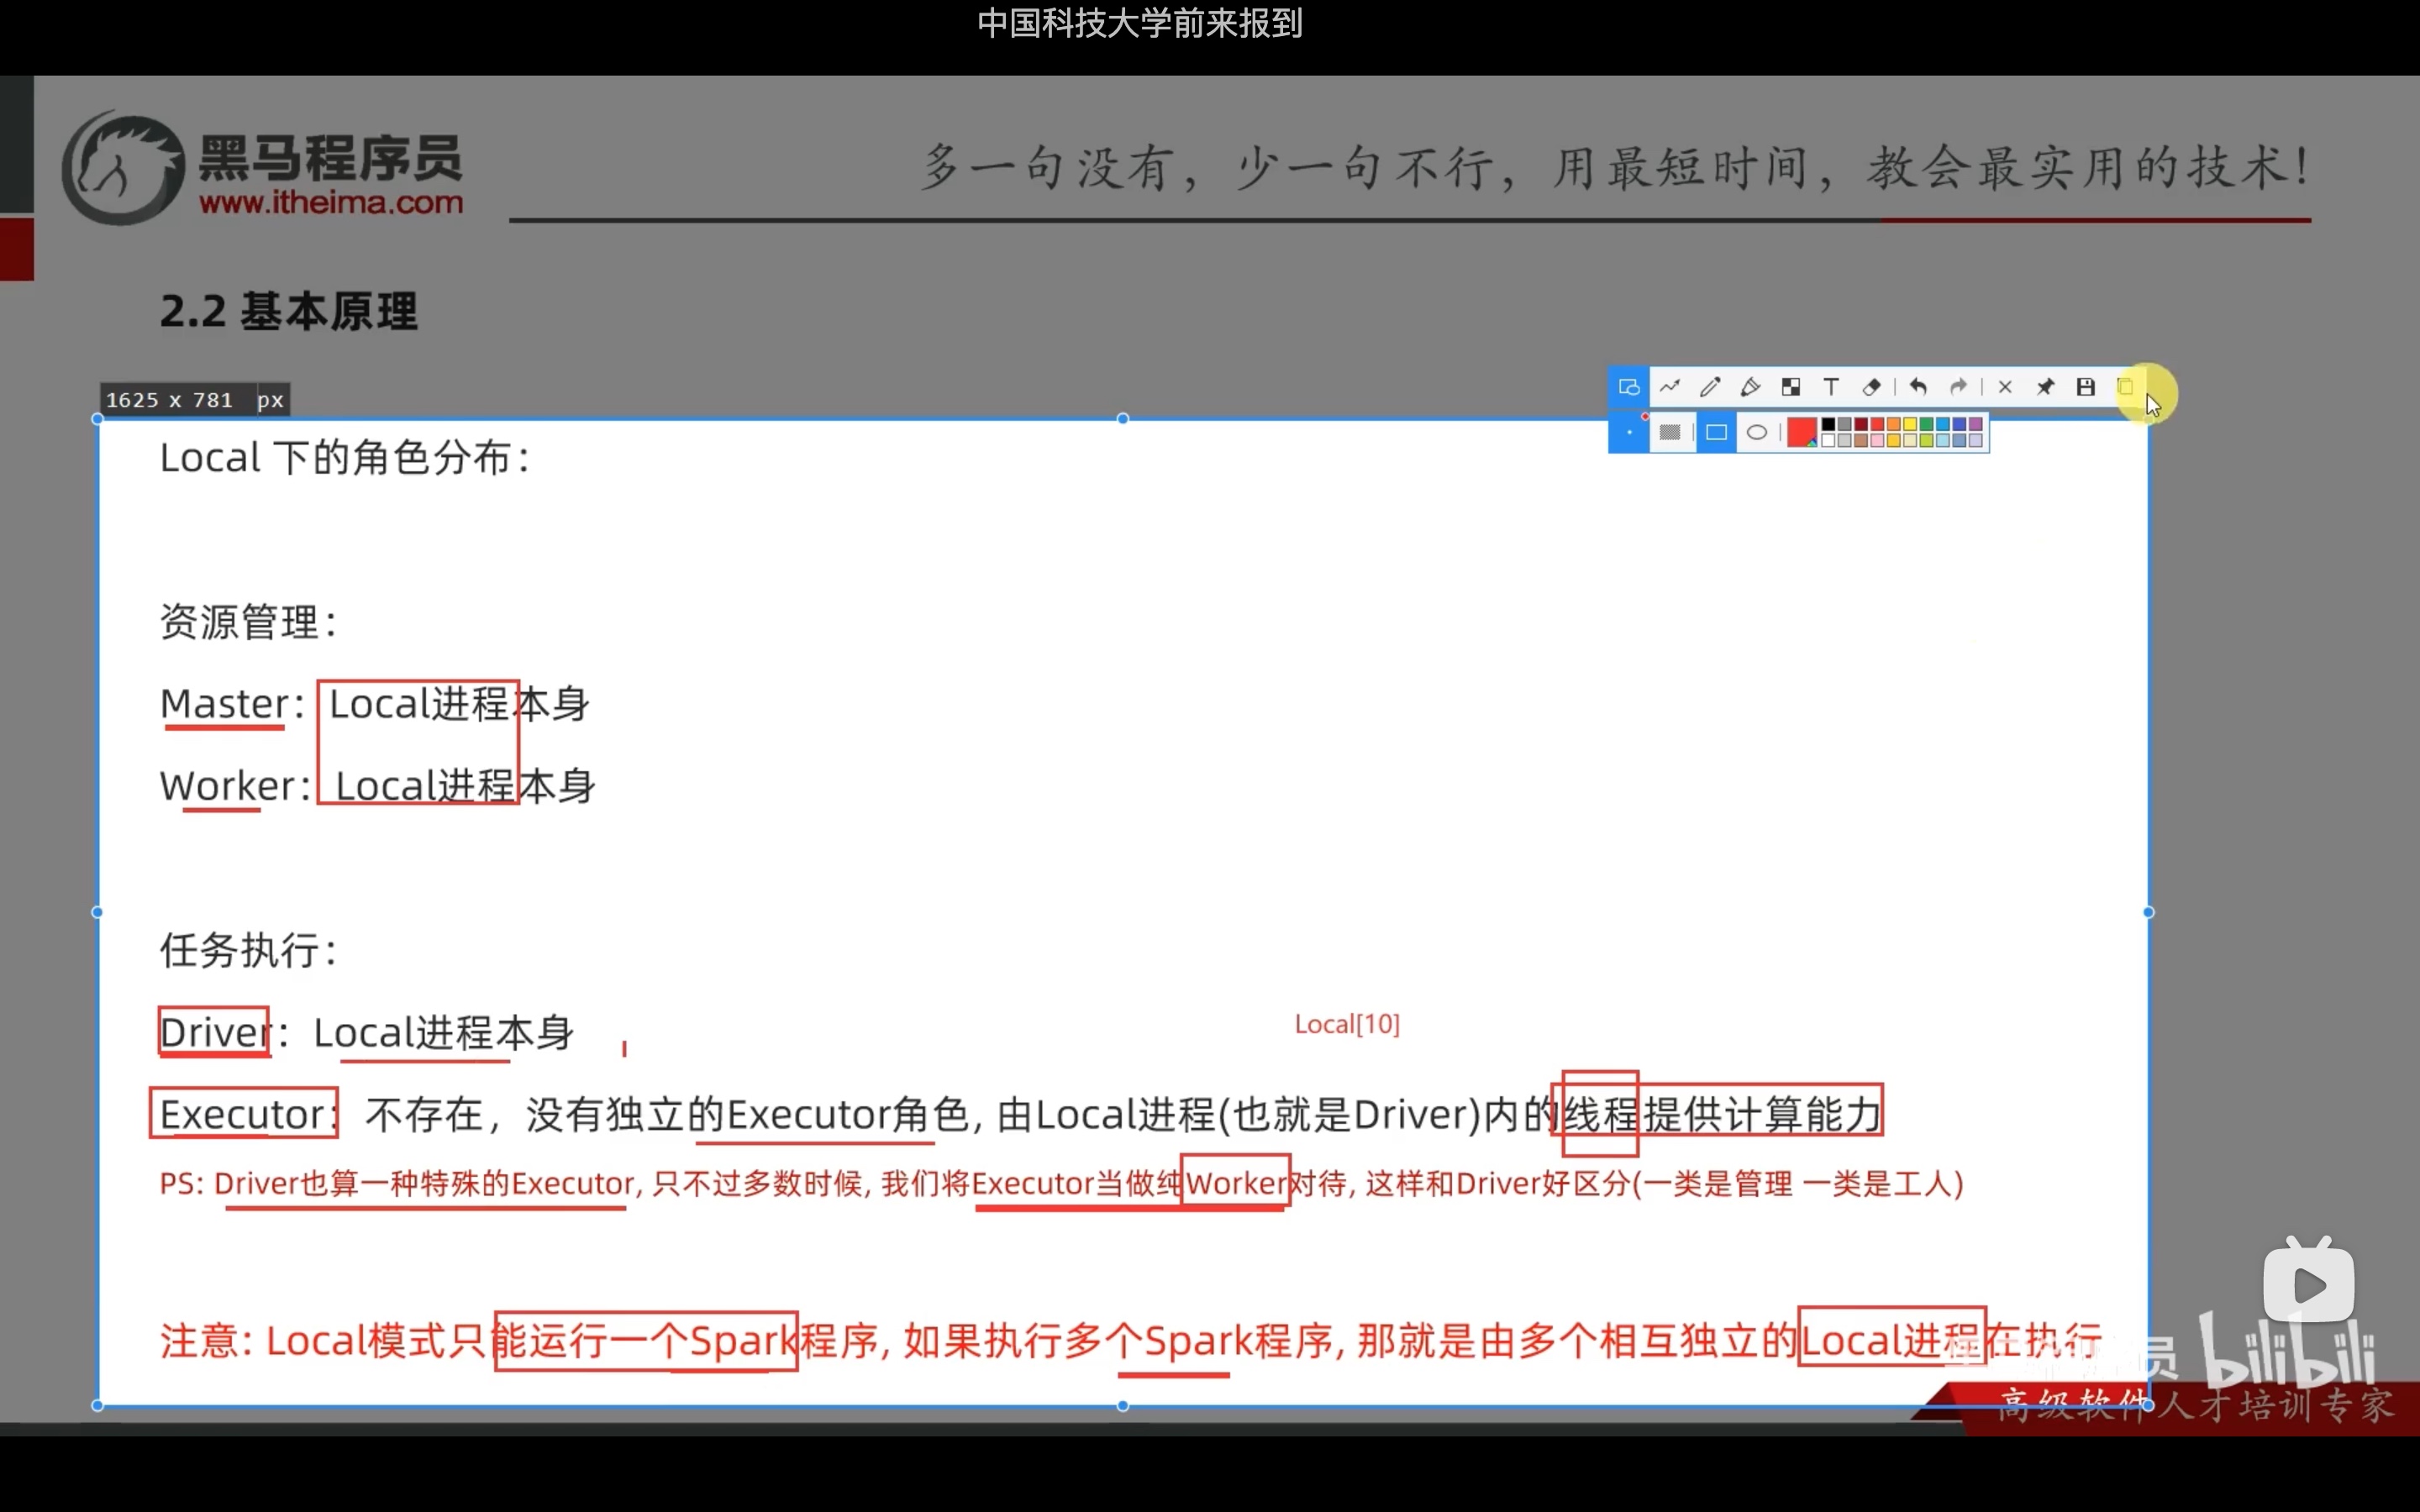 中国科技大学前来报到
黑马程序员
www.itheima.com
多一句没有，少一句不行，用最短时间，教会最实用的技术！
2.2 基本原理
1625 x 781 px
Local 下的角色分布：
资源管理：
Master： Local进程本身
Worker： Local进程本身
任务执行：
Driver： Local进程本身
Local[10]
Executor： 不存在，没有独立的Executor角色, 由Local进程(也就是Driver)内的线程提供计算能力
PS: Driver也算一种特殊的Executor, 只不过多数时候, 我们将Executor当做纯Worker对待, 这样和Driver好区分(一类是管理 一类是工人)
注意: Local模式只能运行一个Spark程序, 如果执行多个Spark程序, 那就是由多个相互独立的Local进程在执行
bilibili
高级软件人才培训专家